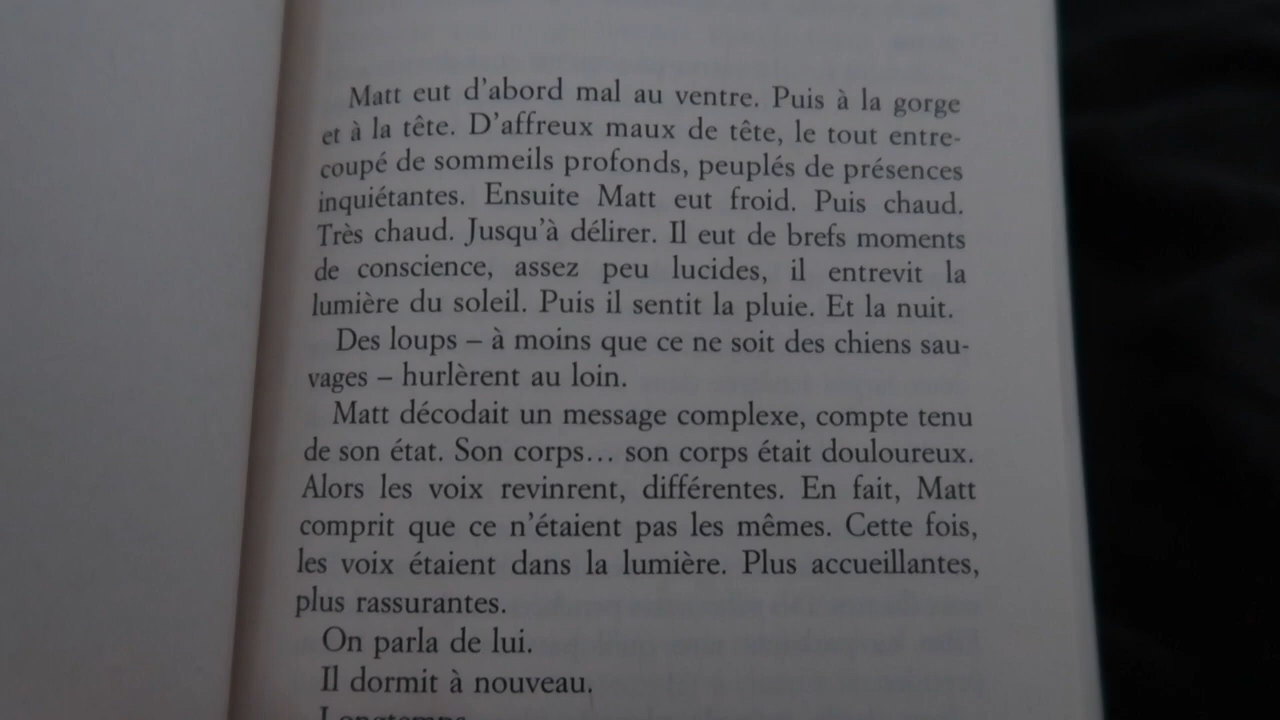 Matt eut d'abord mal au ventre. Puis à la gorge
et à la tête. D'affreux maux de tête, le tout entre-
coupé de sommeils profonds, peuplés de présences
inquiétantes. Ensuite Matt eut froid. Puis chaud.
Très chaud. Jusqu'à délirer. Il eut de brefs moments
de conscience, assez peu lucides, il entrevit la
lumière du soleil. Puis il sentit la pluie. Et la nuit.
Des loups – à moins que ce ne soit des chiens sau-
vages – hurlèrent au loin.
Matt décodait un message complexe, compte tenu
de son état. Son corps… son corps était douloureux.
Alors les voix revinrent, différentes. En fait, Matt
comprit que ce n'étaient pas les mêmes. Cette fois,
les voix étaient dans la lumière. Plus accueillantes,
plus rassurantes.
On parla de lui.
Il dormit à nouveau.